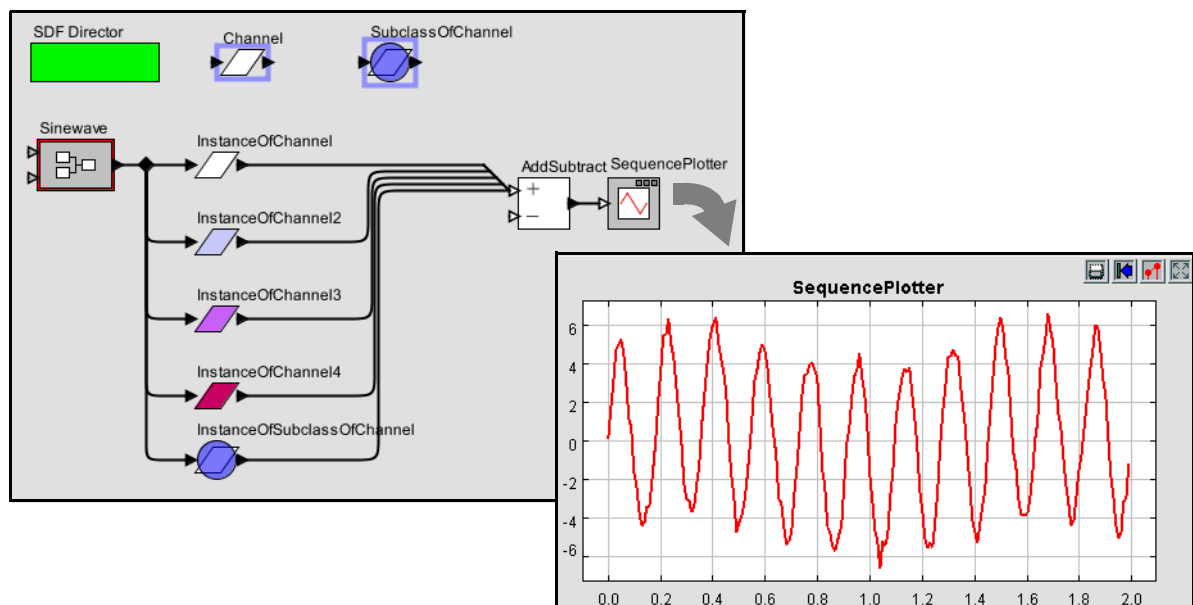 SDF Director
Channel
SubclassOfChannel
Sinewave
InstanceOfChannel
AddSubtract
SequencePlotter
+
−
InstanceOfChannel2
InstanceOfChannel3
InstanceOfChannel4
InstanceOfSubclassOfChannel
SequencePlotter
6
4
2
0
-2
-4
-6
0.0 0.2 0.4 0.6 0.8 1.0 1.2 1.4 1.6 1.8 2.0